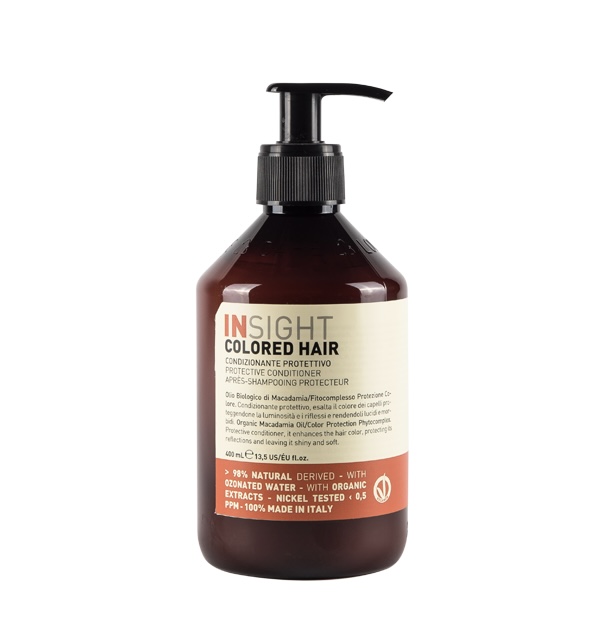 INSIGHT
COLORED HAIR
CONDIZIONANTE PROTETTIVO
PROTECTIVE CONDITIONER
APRÈS-SHAMPOOING PROTECTEUR
Olio Biologico di Macadamia/Fitocomplesso Protezione Co-
lore. Condizionante protettivo, esalta il colore dei capelli pro-
teggendone la luminosità e i riflessi e rendendoli lucidi e mor-
bidi. Organic Macadamia Oil/Color Protection Phytocomplex.
Protective conditioner, it enhances the hair color, protecting its
reflections and leaving it shiny and soft.
400 mL ℮ 13,5 US/ÉU fl.oz.
> 98% NATURAL DERIVED - WITH
OZONATED WATER - WITH ORGANIC
EXTRACTS - NICKEL TESTED < 0,5
PPM - 100% MADE IN ITALY